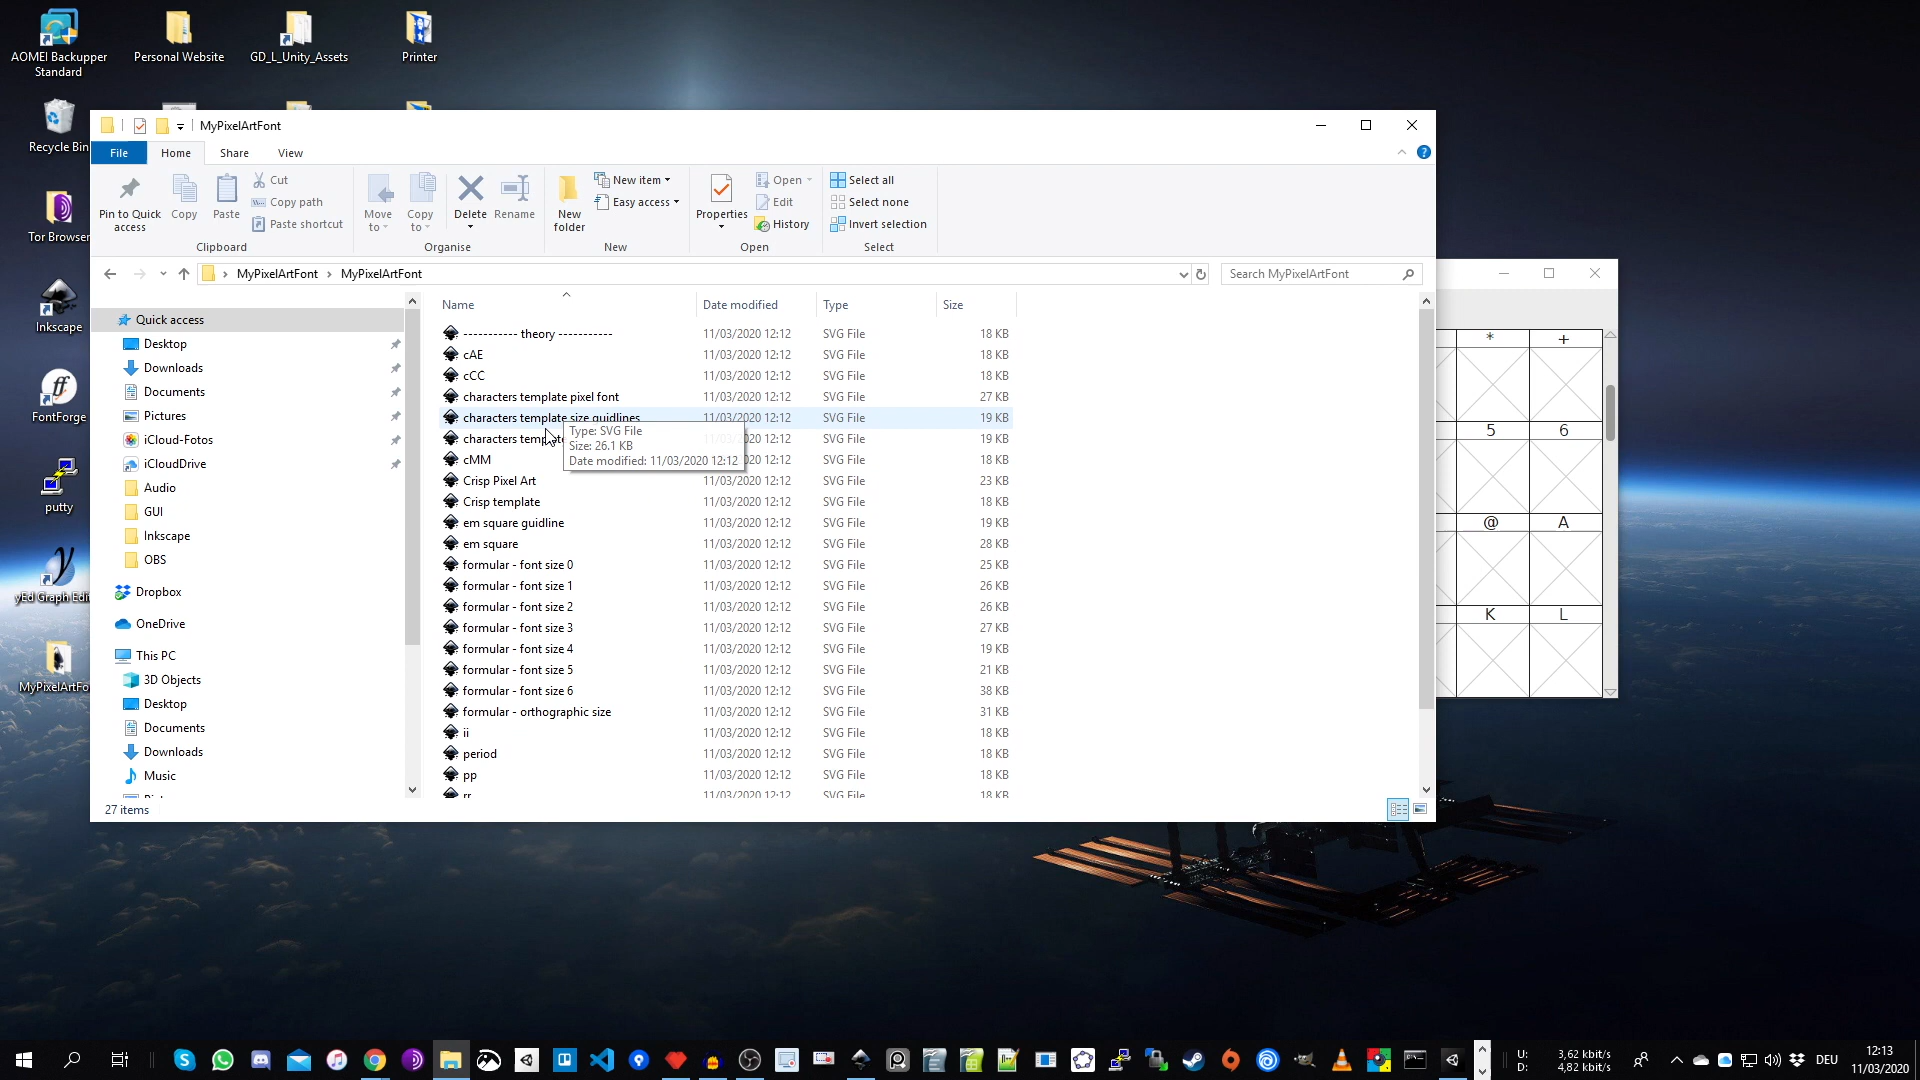 AOMEI Backupper
Standard
Personal Website
GD_L_Unity_Assets
Printer
Recycle Bin
Tor Browser
Inkscape
FontForge
putty
yEd Graph Edi
MyPixelArtFo
MyPixelArtFont
File
Home
Share
View
Pin to Quick
access
Copy
Paste
Cut
Copy path
Paste shortcut
Clipboard
Move
to
Copy
to
Delete
Rename
Organise
New
folder
New item
Easy access
New
Properties
Open
Edit
History
Open
Select all
Select none
Invert selection
Select
MyPixelArtFont
MyPixelArtFont
Search MyPixelArtFont
Quick access
Desktop
Downloads
Documents
Pictures
iCloud-Fotos
iCloudDrive
Audio
GUI
Inkscape
OBS
Dropbox
OneDrive
This PC
3D Objects
Desktop
Documents
Downloads
Music
Name Date modified Type Size
----------- theory ----------- 11/03/2020 12:12 SVG File 18 KB
cAE 11/03/2020 12:12 SVG File 18 KB
cCC 11/03/2020 12:12 SVG File 18 KB
characters template pixel font 11/03/2020 12:12 SVG File 27 KB
characters template size guidlines 11/03/2020 12:12 SVG File 19 KB
characters template 11/03/2020 12:12 SVG File 19 KB
Type: SVG File
Size: 26.1 KB
Date modified: 11/03/2020 12:12
cMM 020 12:12 SVG File 18 KB
Crisp Pixel Art 11/03/2020 12:12 SVG File 23 KB
Crisp template 11/03/2020 12:12 SVG File 18 KB
em square guidline 11/03/2020 12:12 SVG File 19 KB
em square 11/03/2020 12:12 SVG File 28 KB
formular - font size 0 11/03/2020 12:12 SVG File 25 KB
formular - font size 1 11/03/2020 12:12 SVG File 26 KB
formular - font size 2 11/03/2020 12:12 SVG File 26 KB
formular - font size 3 11/03/2020 12:12 SVG File 27 KB
formular - font size 4 11/03/2020 12:12 SVG File 19 KB
formular - font size 5 11/03/2020 12:12 SVG File 21 KB
formular - font size 6 11/03/2020 12:12 SVG File 38 KB
formular - orthographic size 11/03/2020 12:12 SVG File 31 KB
ii 11/03/2020 12:12 SVG File 18 KB
period 11/03/2020 12:12 SVG File 18 KB
pp 11/03/2020 12:12 SVG File 18 KB
rr 11/03/2020 12:12 SVG File 18 KB
27 items
* +
5 6
@ A
K L
U: 3,62 kbit/s
D: 4,82 kbit/s
DEU
12:13
11/03/2020